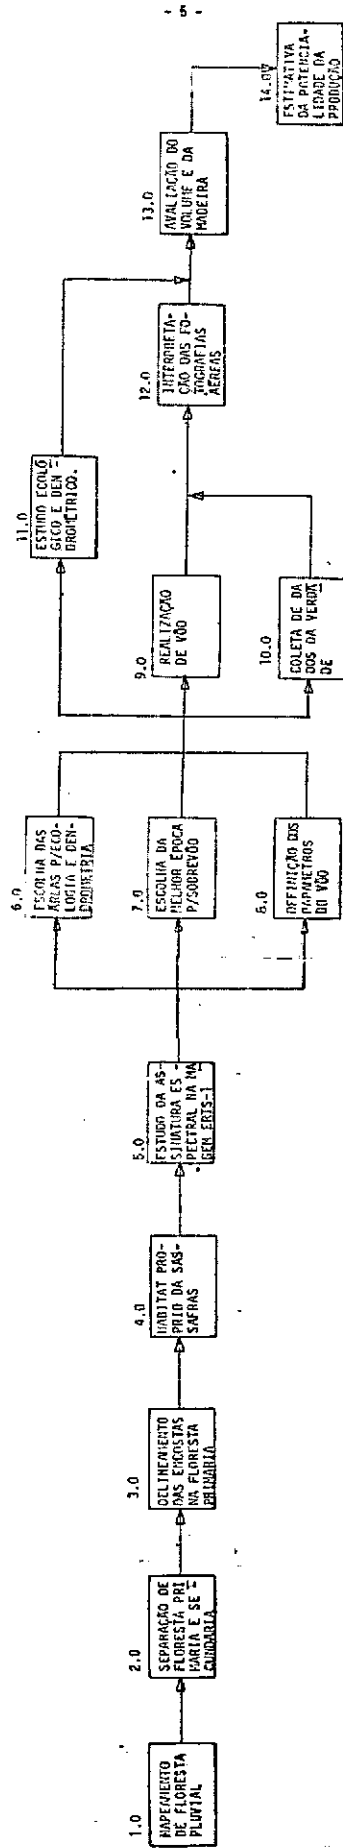 - 5 -
1.0
MAPEAMENTO
DE FLORESTA
PLUVIAL
2.0
SEPARAÇÃO DE
FLORESTA PRI
MARIA E SE-
CUNDARIA
3.0
DELINEAMENTO
DAS ENCOSTAS
NA FLORESTA
PRIMARIA
4.0
HABITAT PRO-
PRIO DA SAS-
SAFRAS
5.0
ESTUDO DA AS-
SINATURA ES-
PECTRAL NA MA
GEM ERTS-1
6.0
ESCOLHA DAS
ÁREAS P/ECO-
LOGIA E DEN-
DROMETRIA
7.0
ESCOLHA DA
MELHOR EPOCA
P/SOBREVÔO
8.0
DEFINIÇÃO DOS
PARAMETROS
DO VÔO
9.0
REALIZAÇÃO
DE VÔO
10.0
COLETA DE DA
DOS DA VERDA
DE
11.0
ESTUDO ECOLÓ
GICO E DEN-
DROMÉTRICO.
12.0
INTERPRETA-
ÇÃO DAS FO-
TOGRAFIAS
AÉREAS
13.0
AVALIAÇÃO DO
VOLUME E DA
MADEIRA
14.0
ESTIMATIVA
DA POTENCIA-
LIDADE DA
PRODUÇÃO